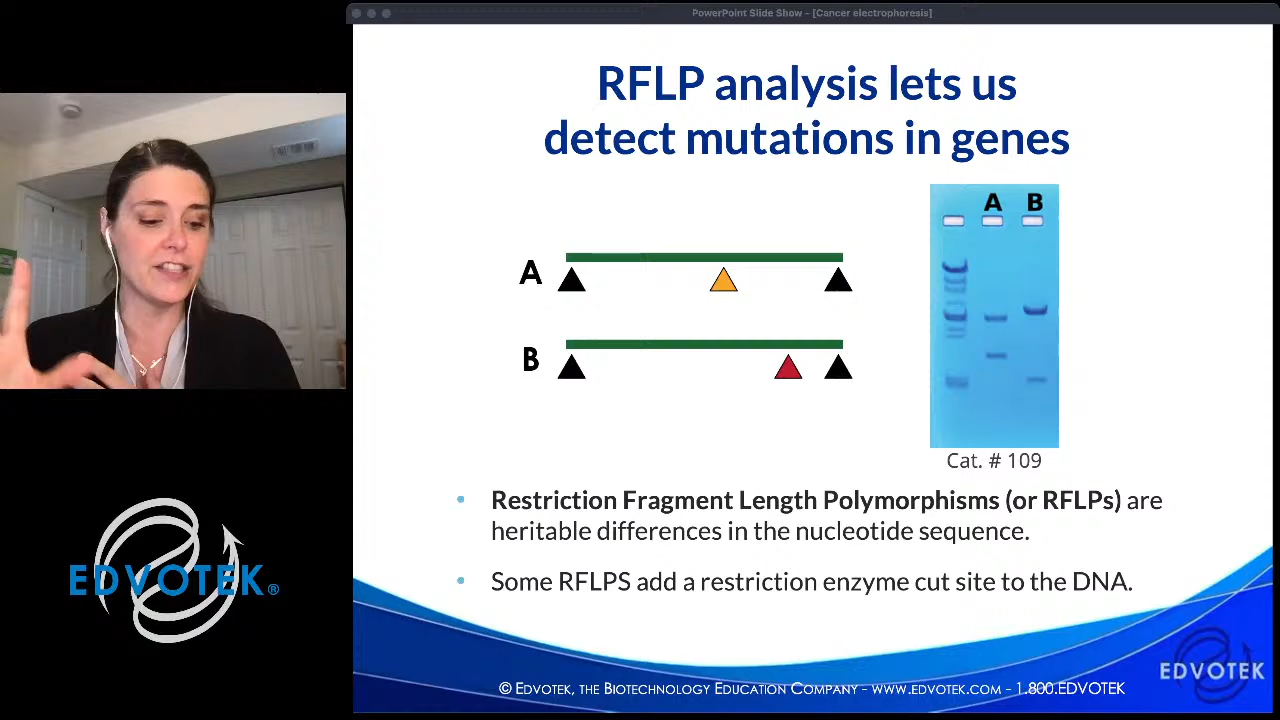 PowerPoint Slide Show - [Cancer electrophoresis]
RFLP analysis lets us
detect mutations in genes
A B
A
B
Cat. # 109
• Restriction Fragment Length Polymorphisms (or RFLPs) are
heritable differences in the nucleotide sequence.
• Some RFLPS add a restriction enzyme cut site to the DNA.
EDVOTEK®
EDVOTEK
© EDVOTEK, THE BIOTECHNOLOGY EDUCATION COMPANY - WWW.EDVOTEK.COM - 1.800.EDVOTEK